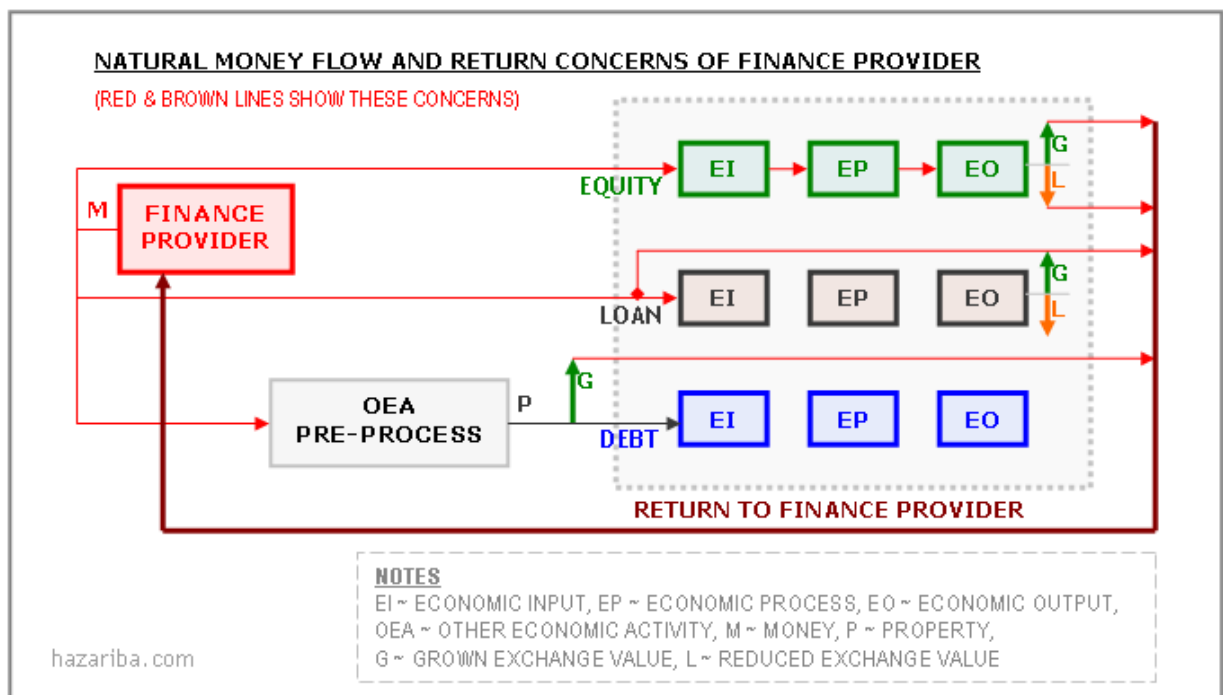 NATURAL MONEY FLOW AND RETURN CONCERNS OF FINANCE PROVIDER
(RED & BROWN LINES SHOW THESE CONCERNS)
M
FINANCE
PROVIDER
EQUITY
EI
EP
EO
G
L
LOAN
EI
EP
EO
G
L
OEA
PRE-PROCESS
P
G
DEBT
EI
EP
EO
RETURN TO FINANCE PROVIDER
NOTES
EI ~ ECONOMIC INPUT, EP ~ ECONOMIC PROCESS, EO ~ ECONOMIC OUTPUT,
OEA ~ OTHER ECONOMIC ACTIVITY, M ~ MONEY, P ~ PROPERTY,
G ~ GROWN EXCHANGE VALUE, L ~ REDUCED EXCHANGE VALUE
hazariba.com